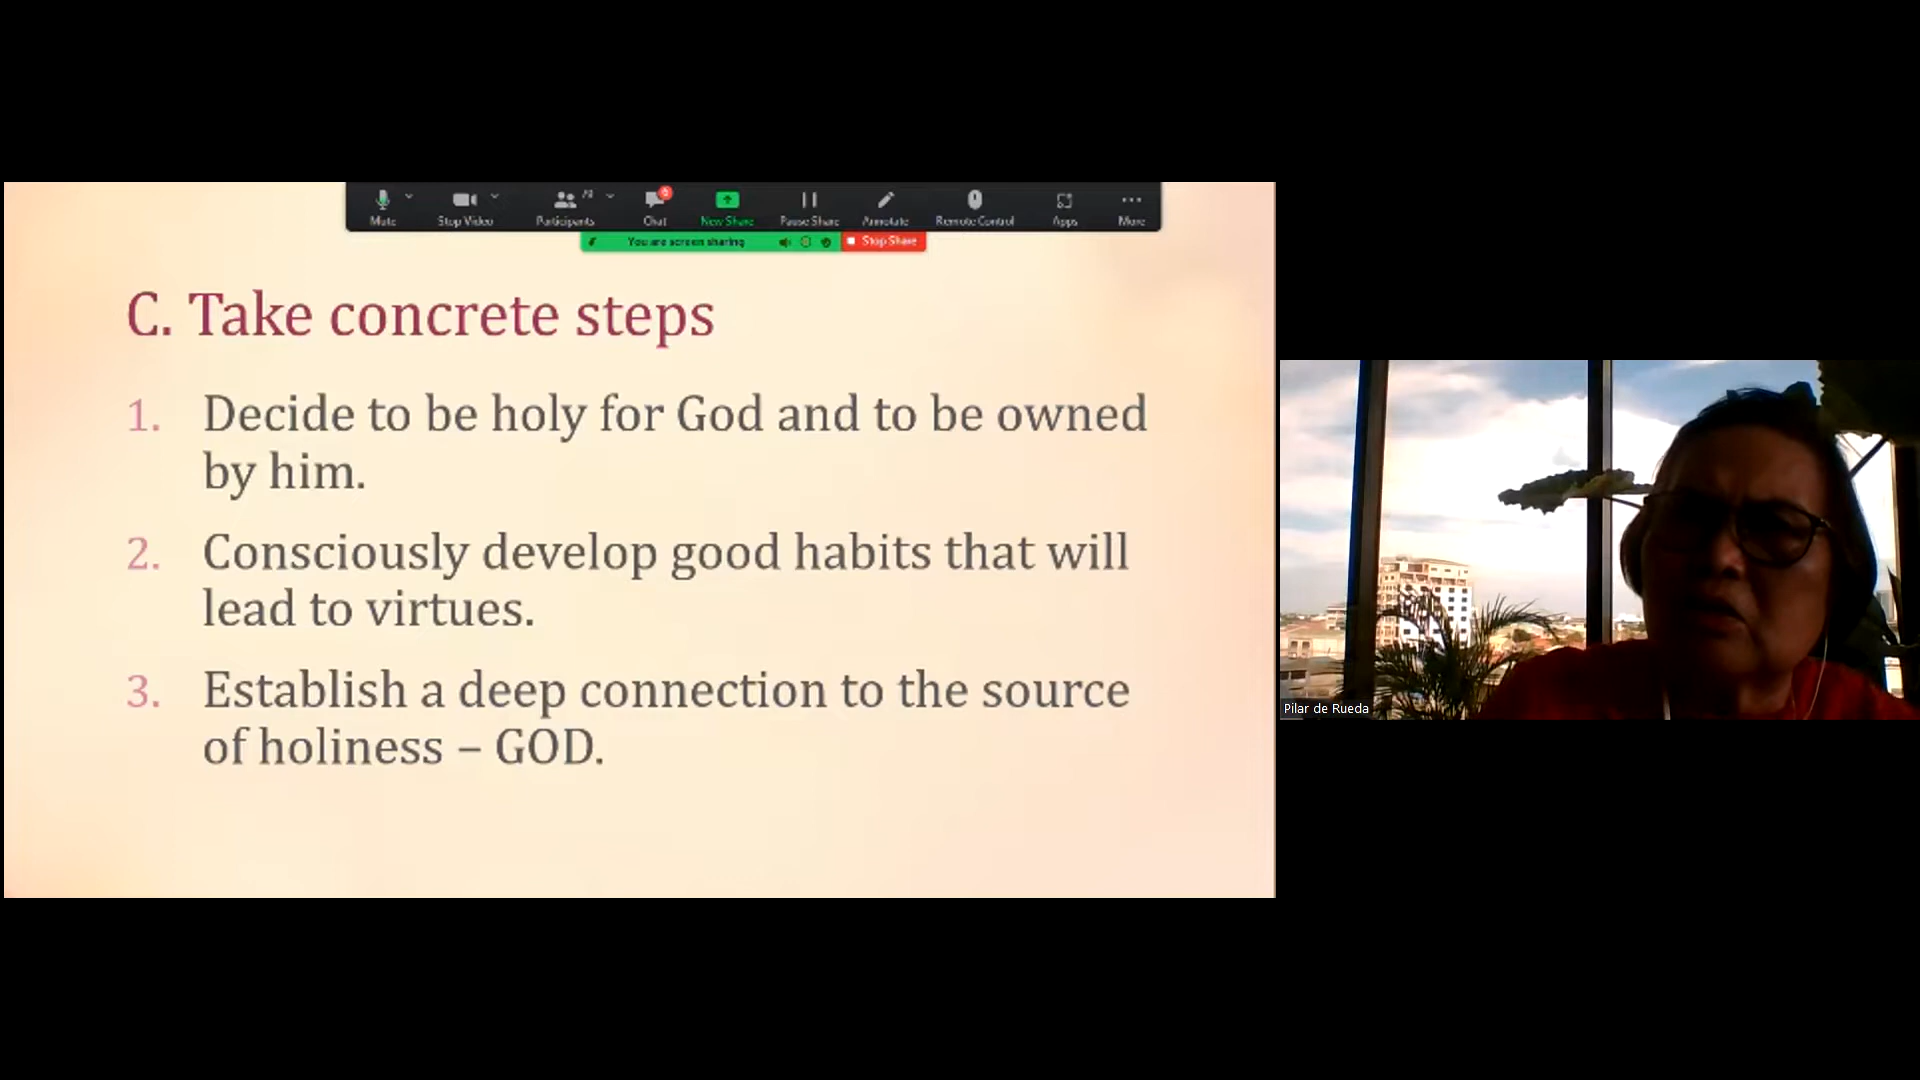 Mute
Stop Video
Participants
Chat
New Share
Pause Share
Annotate
Remote Control
Apps
More
You are screen sharing
Stop Share
C. Take concrete steps
1. Decide to be holy for God and to be owned
by him.
2. Consciously develop good habits that will
lead to virtues.
3. Establish a deep connection to the source
of holiness – GOD.
Pilar de Rueda